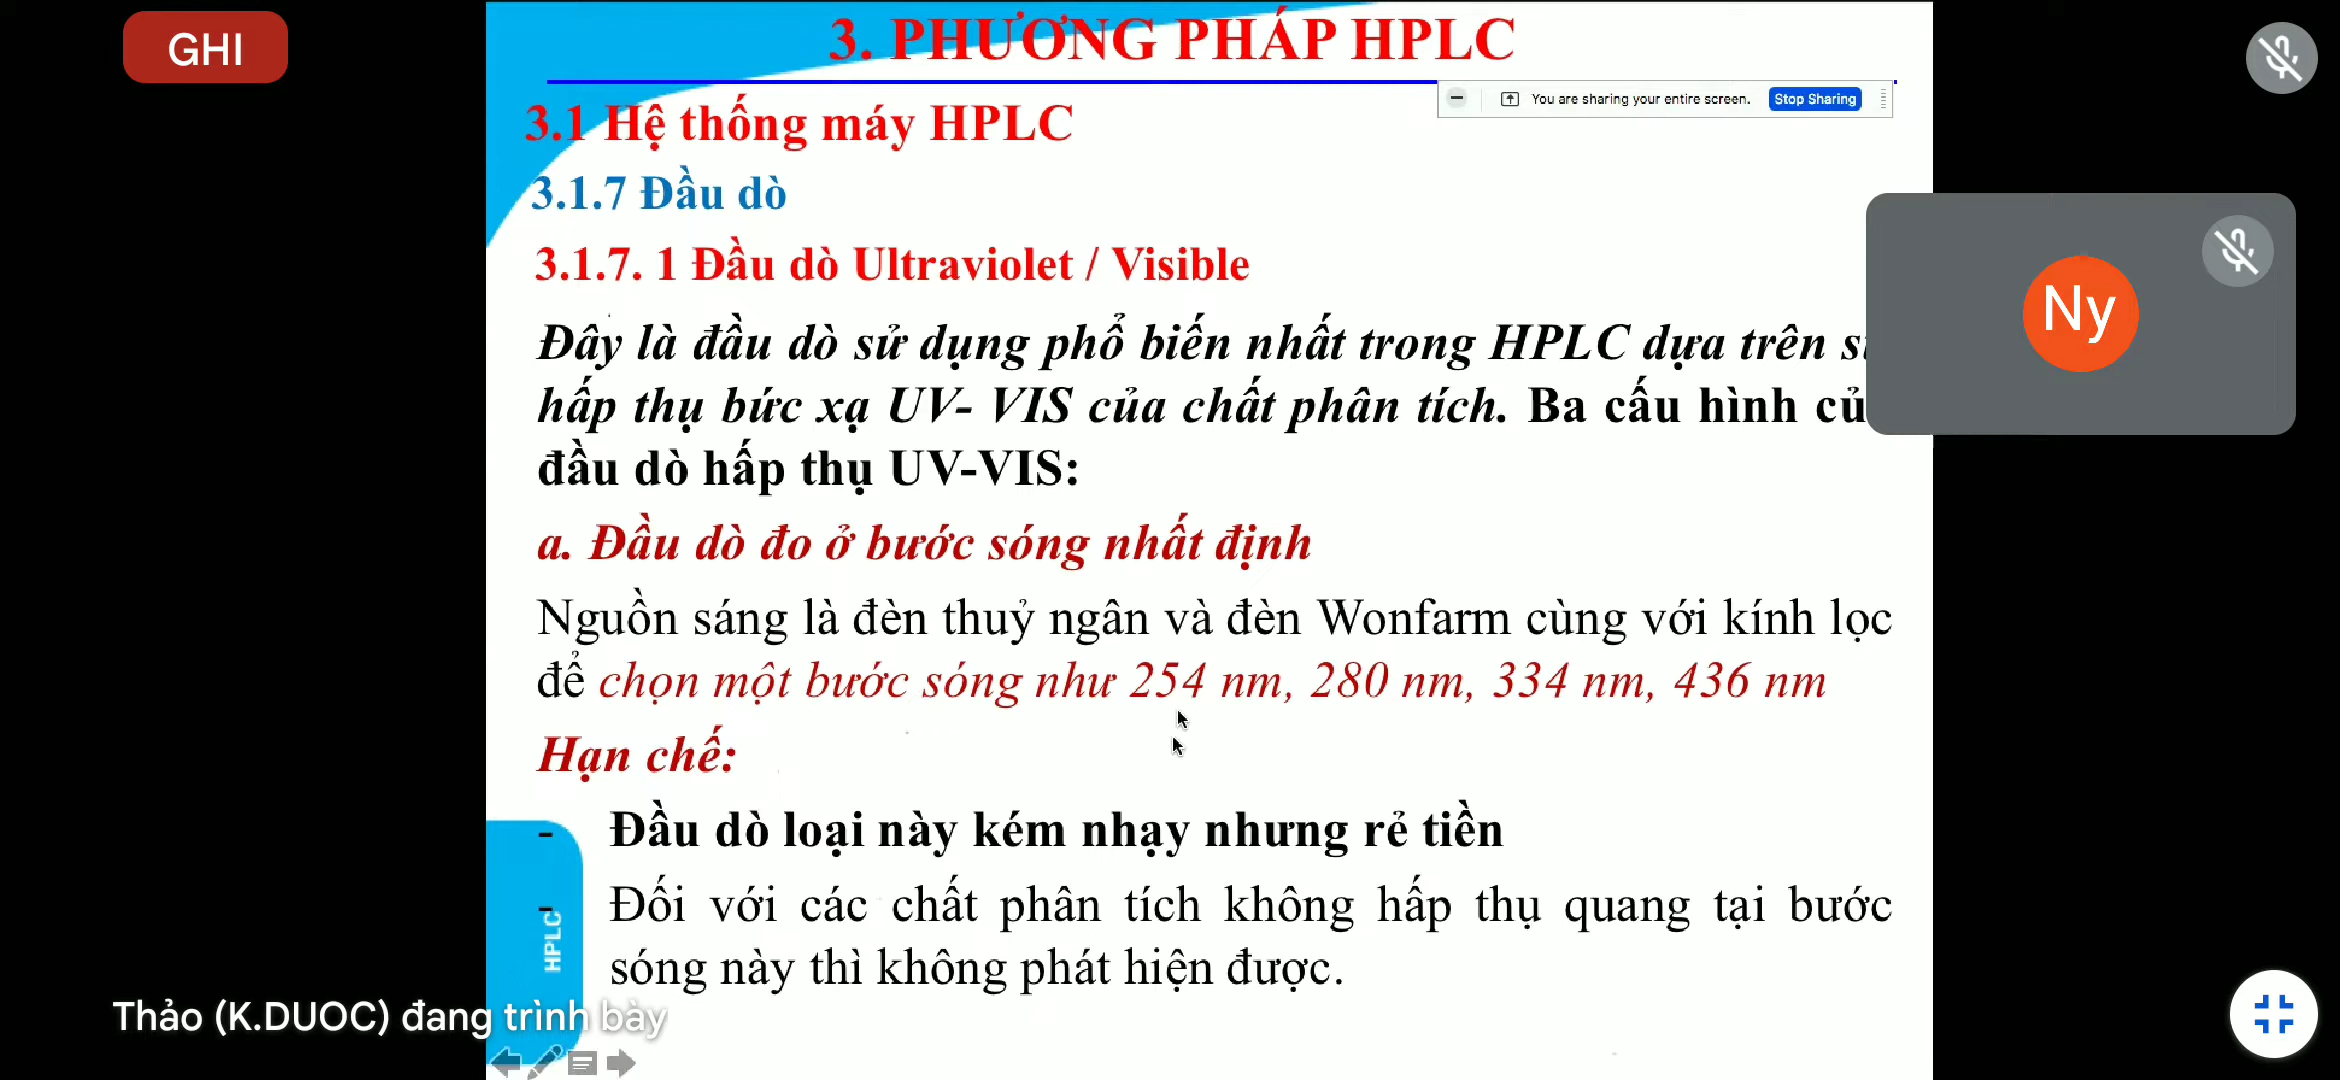 GHI
3. PHƯƠNG PHÁP HPLC
You are sharing your entire screen. Stop Sharing
3.1 Hệ thống máy HPLC
3.1.7 Đầu dò
3.1.7. 1 Đầu dò Ultraviolet / Visible
Ny
Đây là đầu dò sử dụng phổ biến nhất trong HPLC dựa trên
hấp thụ bức xạ UV- VIS của chất phân tích. Ba cấu hình
đầu dò hấp thụ UV-VIS:
a. Đầu dò đo ở bước sóng nhất định
Nguồn sáng là đèn thuỷ ngân và đèn Wonfarm cùng với kính lọc
để chọn một bước sóng như 254 nm, 280 nm, 334 nm, 436 nm
Hạn chế:
- Đầu dò loại này kém nhạy nhưng rẻ tiền
- Đối với các chất phân tích không hấp thụ quang tại bước
sóng này thì không phát hiện được.
HPLC
Thảo (K.DUOC) đang trình bày